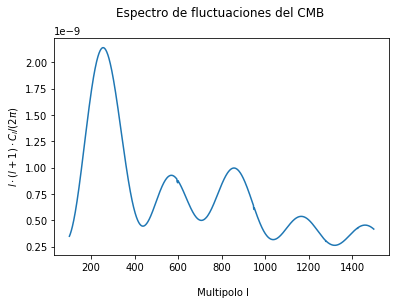 Espectro de fluctuaciones del CMB
1e−9
2.00
1.75
1.50
1.25
1.00
0.75
0.50
0.25
l · (l + 1) · Cₗ/(2π)
200 400 600 800 1000 1200 1400
Multipolo l